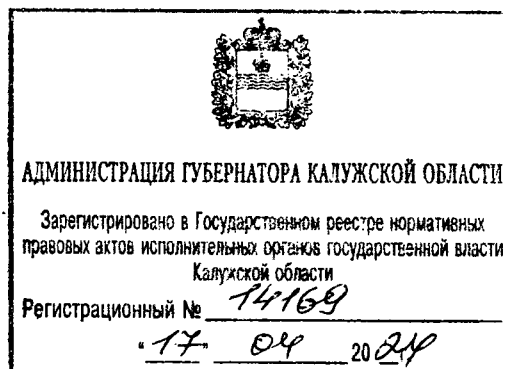 АДМИНИСТРАЦИЯ ГУБЕРНАТОРА КАЛУЖСКОЙ ОБЛАСТИ
Зарегистрировано в Государственном реестре нормативных
правовых актов исполнительных органов государственной власти
Калужской области
Регистрационный № 14169
"17" 04 2024